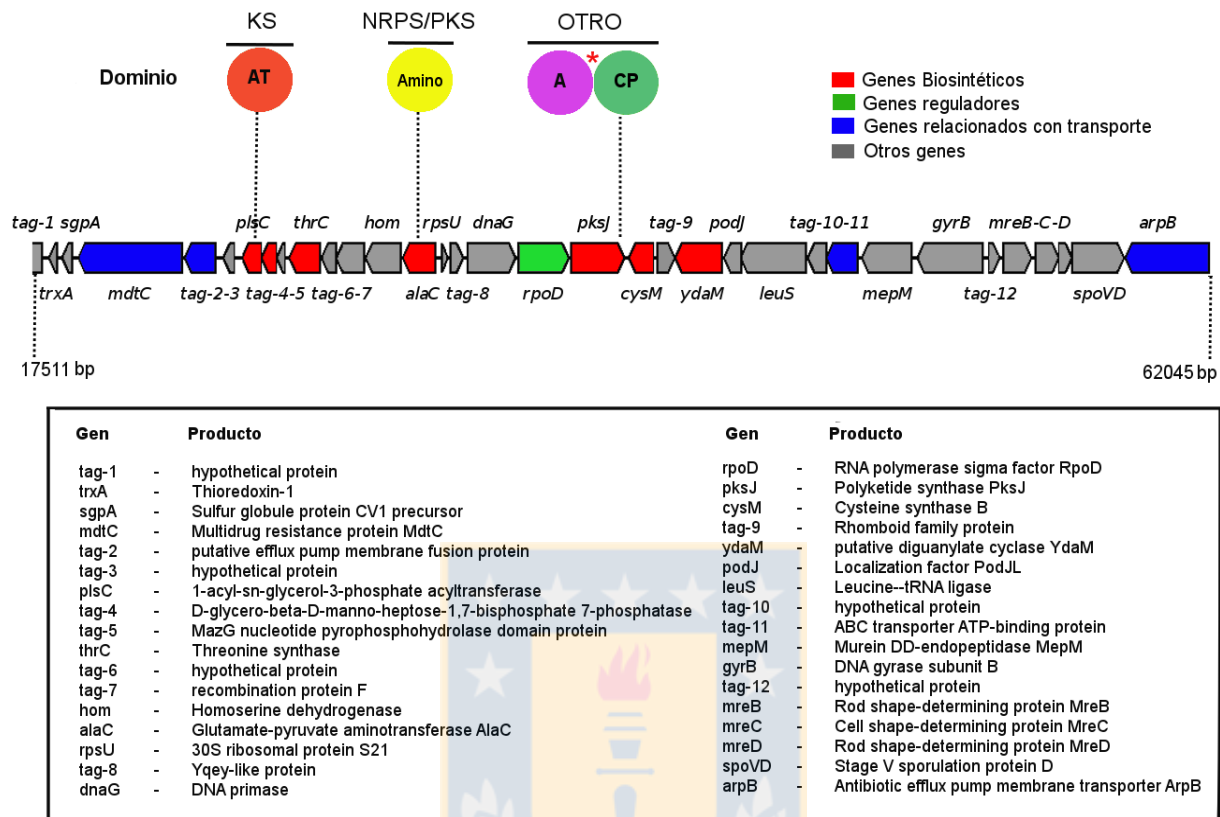 KS NRPS/PKS OTRO
Dominio AT Amino * A CP
Genes Biosintéticos
Genes reguladores
Genes relacionados con transporte
Otros genes
tag-1 sgpA plsC thrC hom rpsU dnaG pksJ tag-9 podJ tag-10-11 gyrB mreB-C-D arpB
trxA mdtC tag-2-3 tag-4-5 tag-6-7 alaC tag-8 rpoD cysM ydaM leuS mepM tag-12 spoVD
17511 bp 62045 bp
Gen Producto
tag-1 - hypothetical protein
trxA - Thioredoxin-1
sgpA - Sulfur globule protein CV1 precursor
mdtC - Multidrug resistance protein MdtC
tag-2 - putative efflux pump membrane fusion protein
tag-3 - hypothetical protein
plsC - 1-acyl-sn-glycerol-3-phosphate acyltransferase
tag-4 - D-glycero-beta-D-manno-heptose-1,7-bisphosphate 7-phosphatase
tag-5 - MazG nucleotide pyrophosphohydrolase domain protein
thrC - Threonine synthase
tag-6 - hypothetical protein
tag-7 - recombination protein F
hom - Homoserine dehydrogenase
alaC - Glutamate-pyruvate aminotransferase AlaC
rpsU - 30S ribosomal protein S21
tag-8 - Yqey-like protein
dnaG - DNA primase
Gen Producto
rpoD - RNA polymerase sigma factor RpoD
pksJ - Polyketide synthase PksJ
cysM - Cysteine synthase B
tag-9 - Rhomboid family protein
ydaM - putative diguanylate cyclase YdaM
podJ - Localization factor PodJL
leuS - Leucine--tRNA ligase
tag-10 - hypothetical protein
tag-11 - ABC transporter ATP-binding protein
mepM - Murein DD-endopeptidase MepM
gyrB - DNA gyrase subunit B
tag-12 - hypothetical protein
mreB - Rod shape-determining protein MreB
mreC - Cell shape-determining protein MreC
mreD - Rod shape-determining protein MreD
spoVD - Stage V sporulation protein D
arpB - Antibiotic efflux pump membrane transporter ArpB